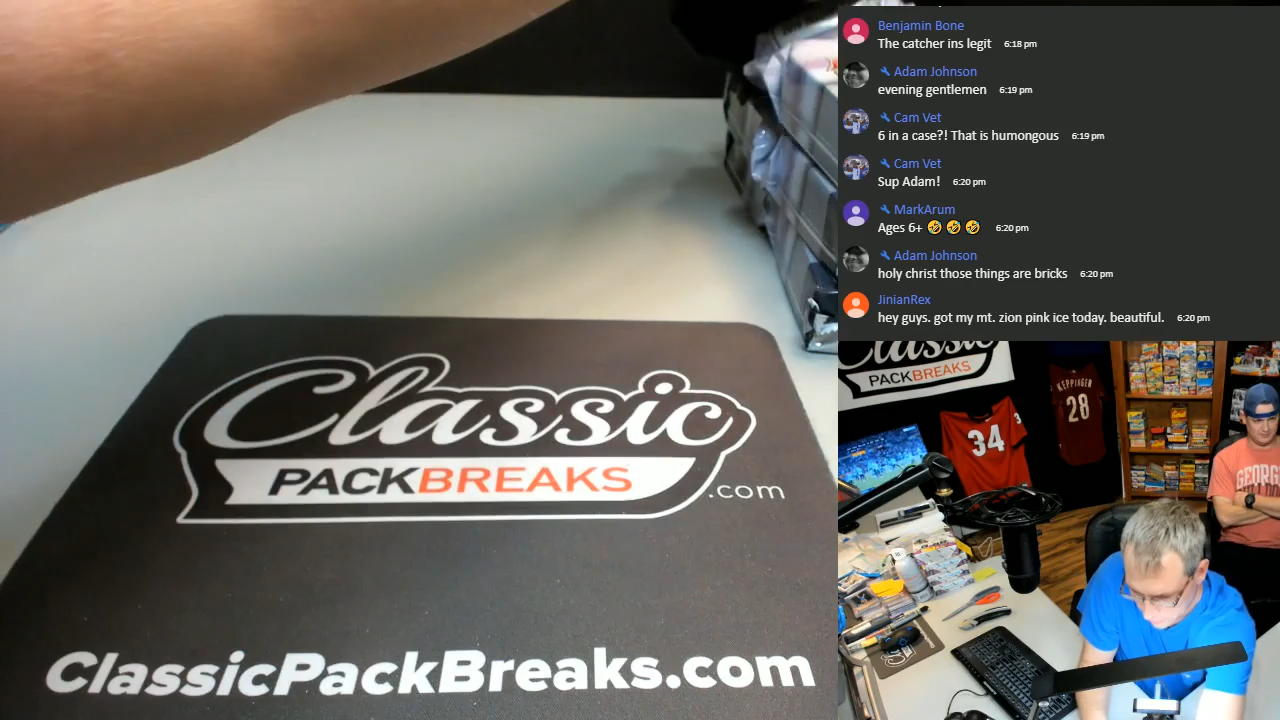 Classic
PACKBREAKS
.com
ClassicPackBreaks.com
Benjamin Bone
The catcher ins legit 6:18 pm
Adam Johnson
evening gentlemen 6:19 pm
Cam Vet
6 in a case?! That is humongous 6:19 pm
Cam Vet
Sup Adam! 6:20 pm
MarkArum
Ages 6+ 🤣 🤣 🤣 6:20 pm
Adam Johnson
holy christ those things are bricks 6:20 pm
JinianRex
hey guys. got my mt. zion pink ice today. beautiful. 6:20 pm
Classic
PACKBREAKS
34
KEPPINGER
28